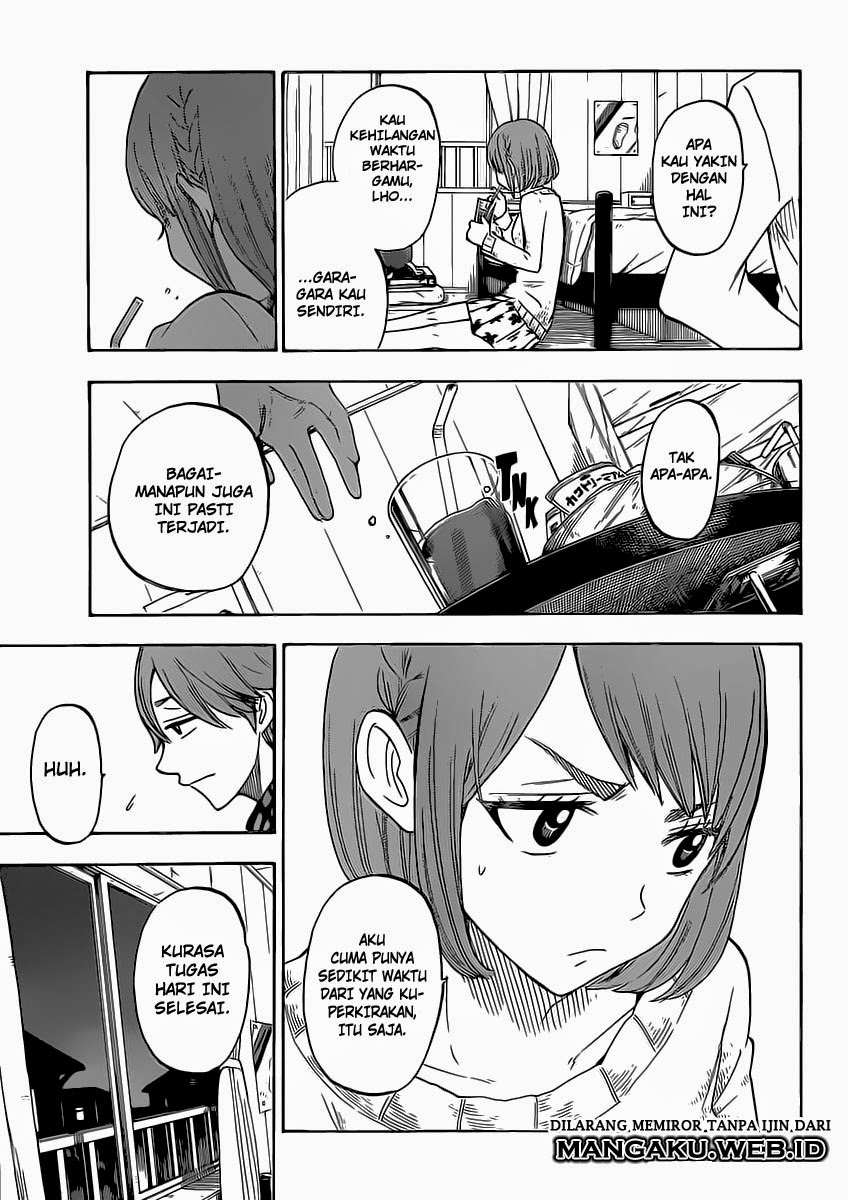 APA
KAU YAKIN
DENGAN
HAL
INI?
KAU
KEHILANGAN
WAKTU
BERHAR-
GAMU,
LHO...
...GARA-
GARA KAU
SENDIRI.
TAK
APA-APA.
TNK
BAGAI-
MANAPUN JUGA
INI PASTI
TERJADI.
AKU
CUMA PUNYA
SEDIKIT WAKTU
DARI YANG KU-
PERKIRAKAN,
ITU SAJA.
HUH.
KURASA
TUGAS
HARI INI
SELESAI.
DILARANG MEMIROR TANPA IJIN DARI
MANGAKU.WEB.ID